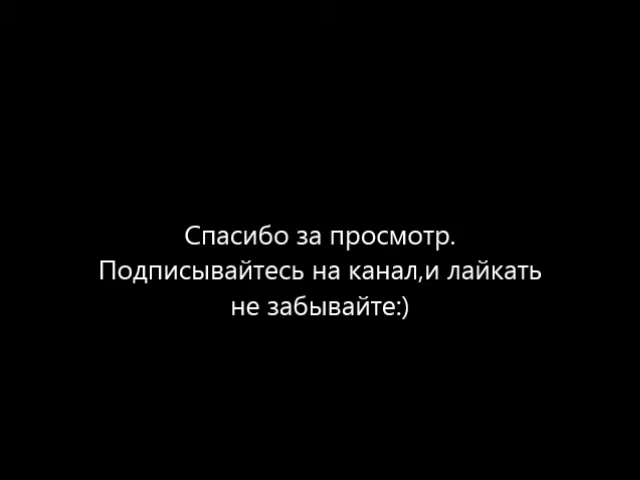 Спасибо за просмотр.
Подписывайтесь на канал,и лайкать
не забывайте:)